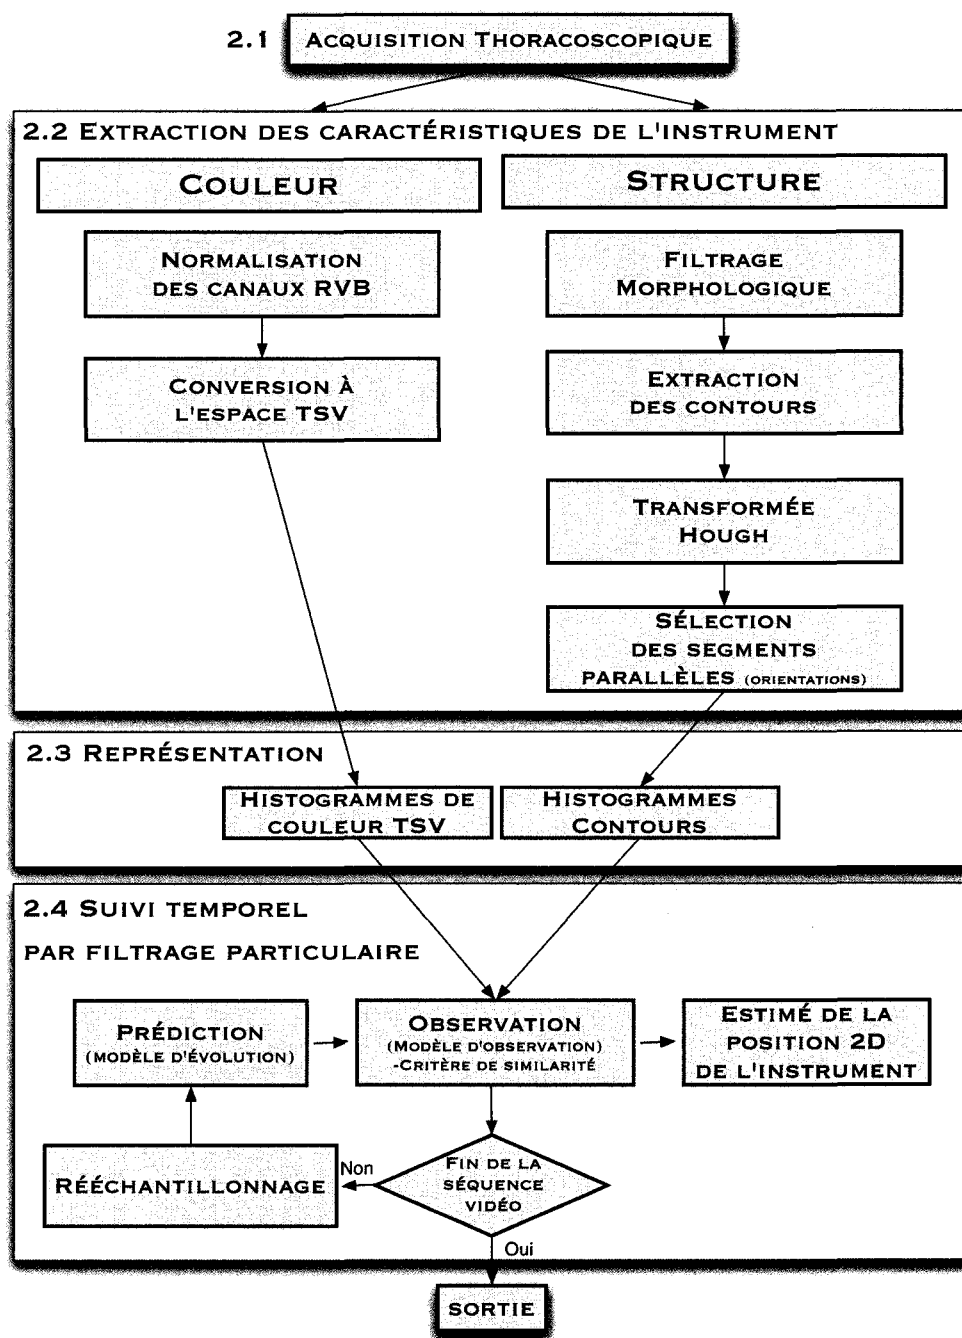 2.1 ACQUISITION THORACOSCOPIQUE
2.2 EXTRACTION DES CARACTÉRISTIQUES DE L'INSTRUMENT
COULEUR
NORMALISATION
DES CANAUX RVB
CONVERSION À
L'ESPACE TSV
STRUCTURE
FILTRAGE
MORPHOLOGIQUE
EXTRACTION
DES CONTOURS
TRANSFORMÉE
HOUGH
SÉLECTION
DES SEGMENTS
PARALLÈLES (ORIENTATIONS)
2.3 REPRÉSENTATION
HISTOGRAMMES DE
COULEUR TSV
HISTOGRAMMES
CONTOURS
2.4 SUIVI TEMPOREL
PAR FILTRAGE PARTICULAIRE
PRÉDICTION
(MODÈLE D'ÉVOLUTION)
OBSERVATION
(MODÈLE D'OBSERVATION)
-CRITÈRE DE SIMILARITÉ
ESTIMÉ DE LA
POSITION 2D
DE L'INSTRUMENT
RÉÉCHANTILLONNAGE
Non
FIN DE LA
SÉQUENCE
VIDÉO
Oui
SORTIE